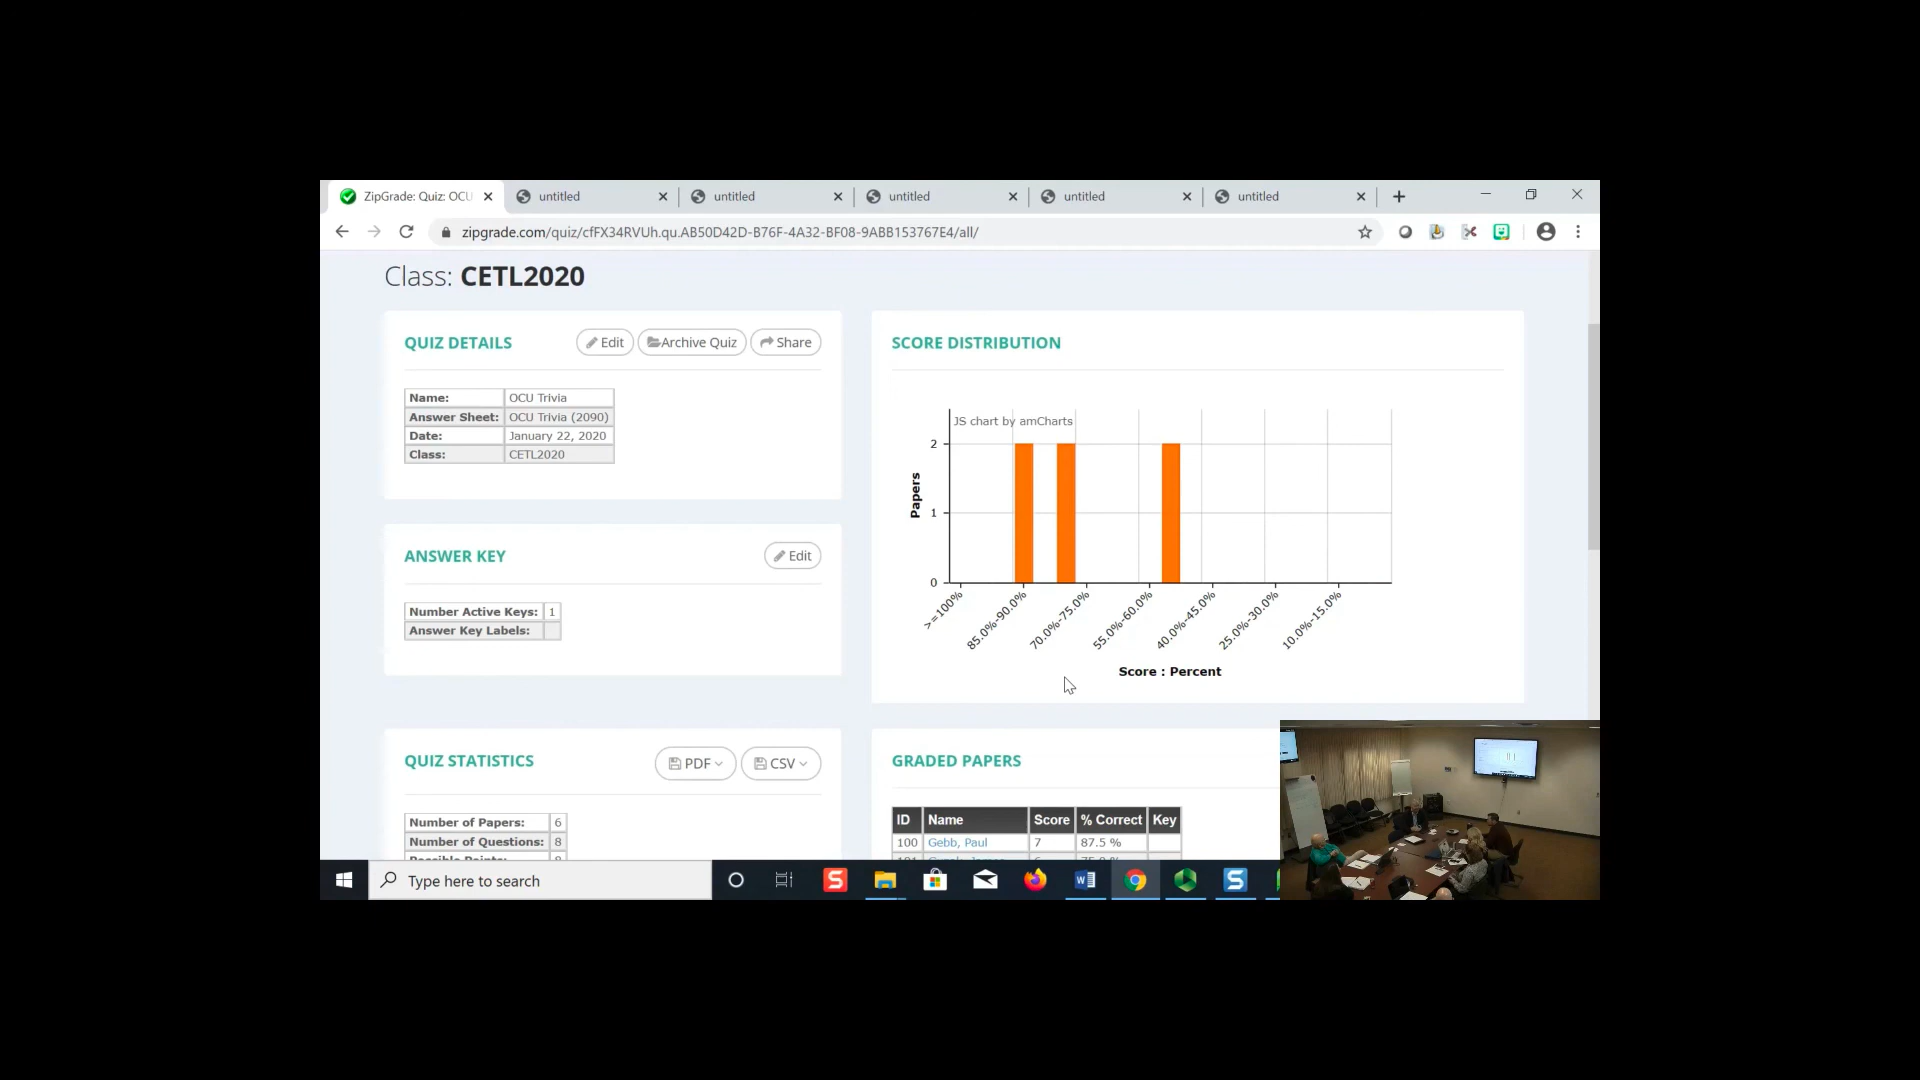 ZipGrade: Quiz: OCU
untitled
untitled
untitled
untitled
untitled
zipgrade.com/quiz/cfFX34RVUh.qu.AB50D42D-B76F-4A32-BF08-9ABB153767E4/all/
Class: CETL2020
QUIZ DETAILS
Edit
Archive Quiz
Share
Name: OCU Trivia
Answer Sheet: OCU Trivia (2090)
Date: January 22, 2020
Class: CETL2020
ANSWER KEY
Edit
Number Active Keys: 1
Answer Key Labels:
SCORE DISTRIBUTION
JS chart by amCharts
Papers
2
1
0
>=100%
85.0%-90.0%
70.0%-75.0%
55.0%-60.0%
40.0%-45.0%
25.0%-30.0%
10.0%-15.0%
Score : Percent
QUIZ STATISTICS
PDF
CSV
Number of Papers: 6
Number of Questions: 8
GRADED PAPERS
ID Name Score % Correct Key
100 Gebb, Paul 7 87.5 %
Type here to search